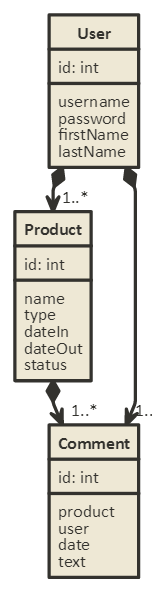 User
id: int
username
password
firstName
lastName
1..*
Product
id: int
name
type
dateIn
dateOut
status
1..*
1..
Comment
id: int
product
user
date
text